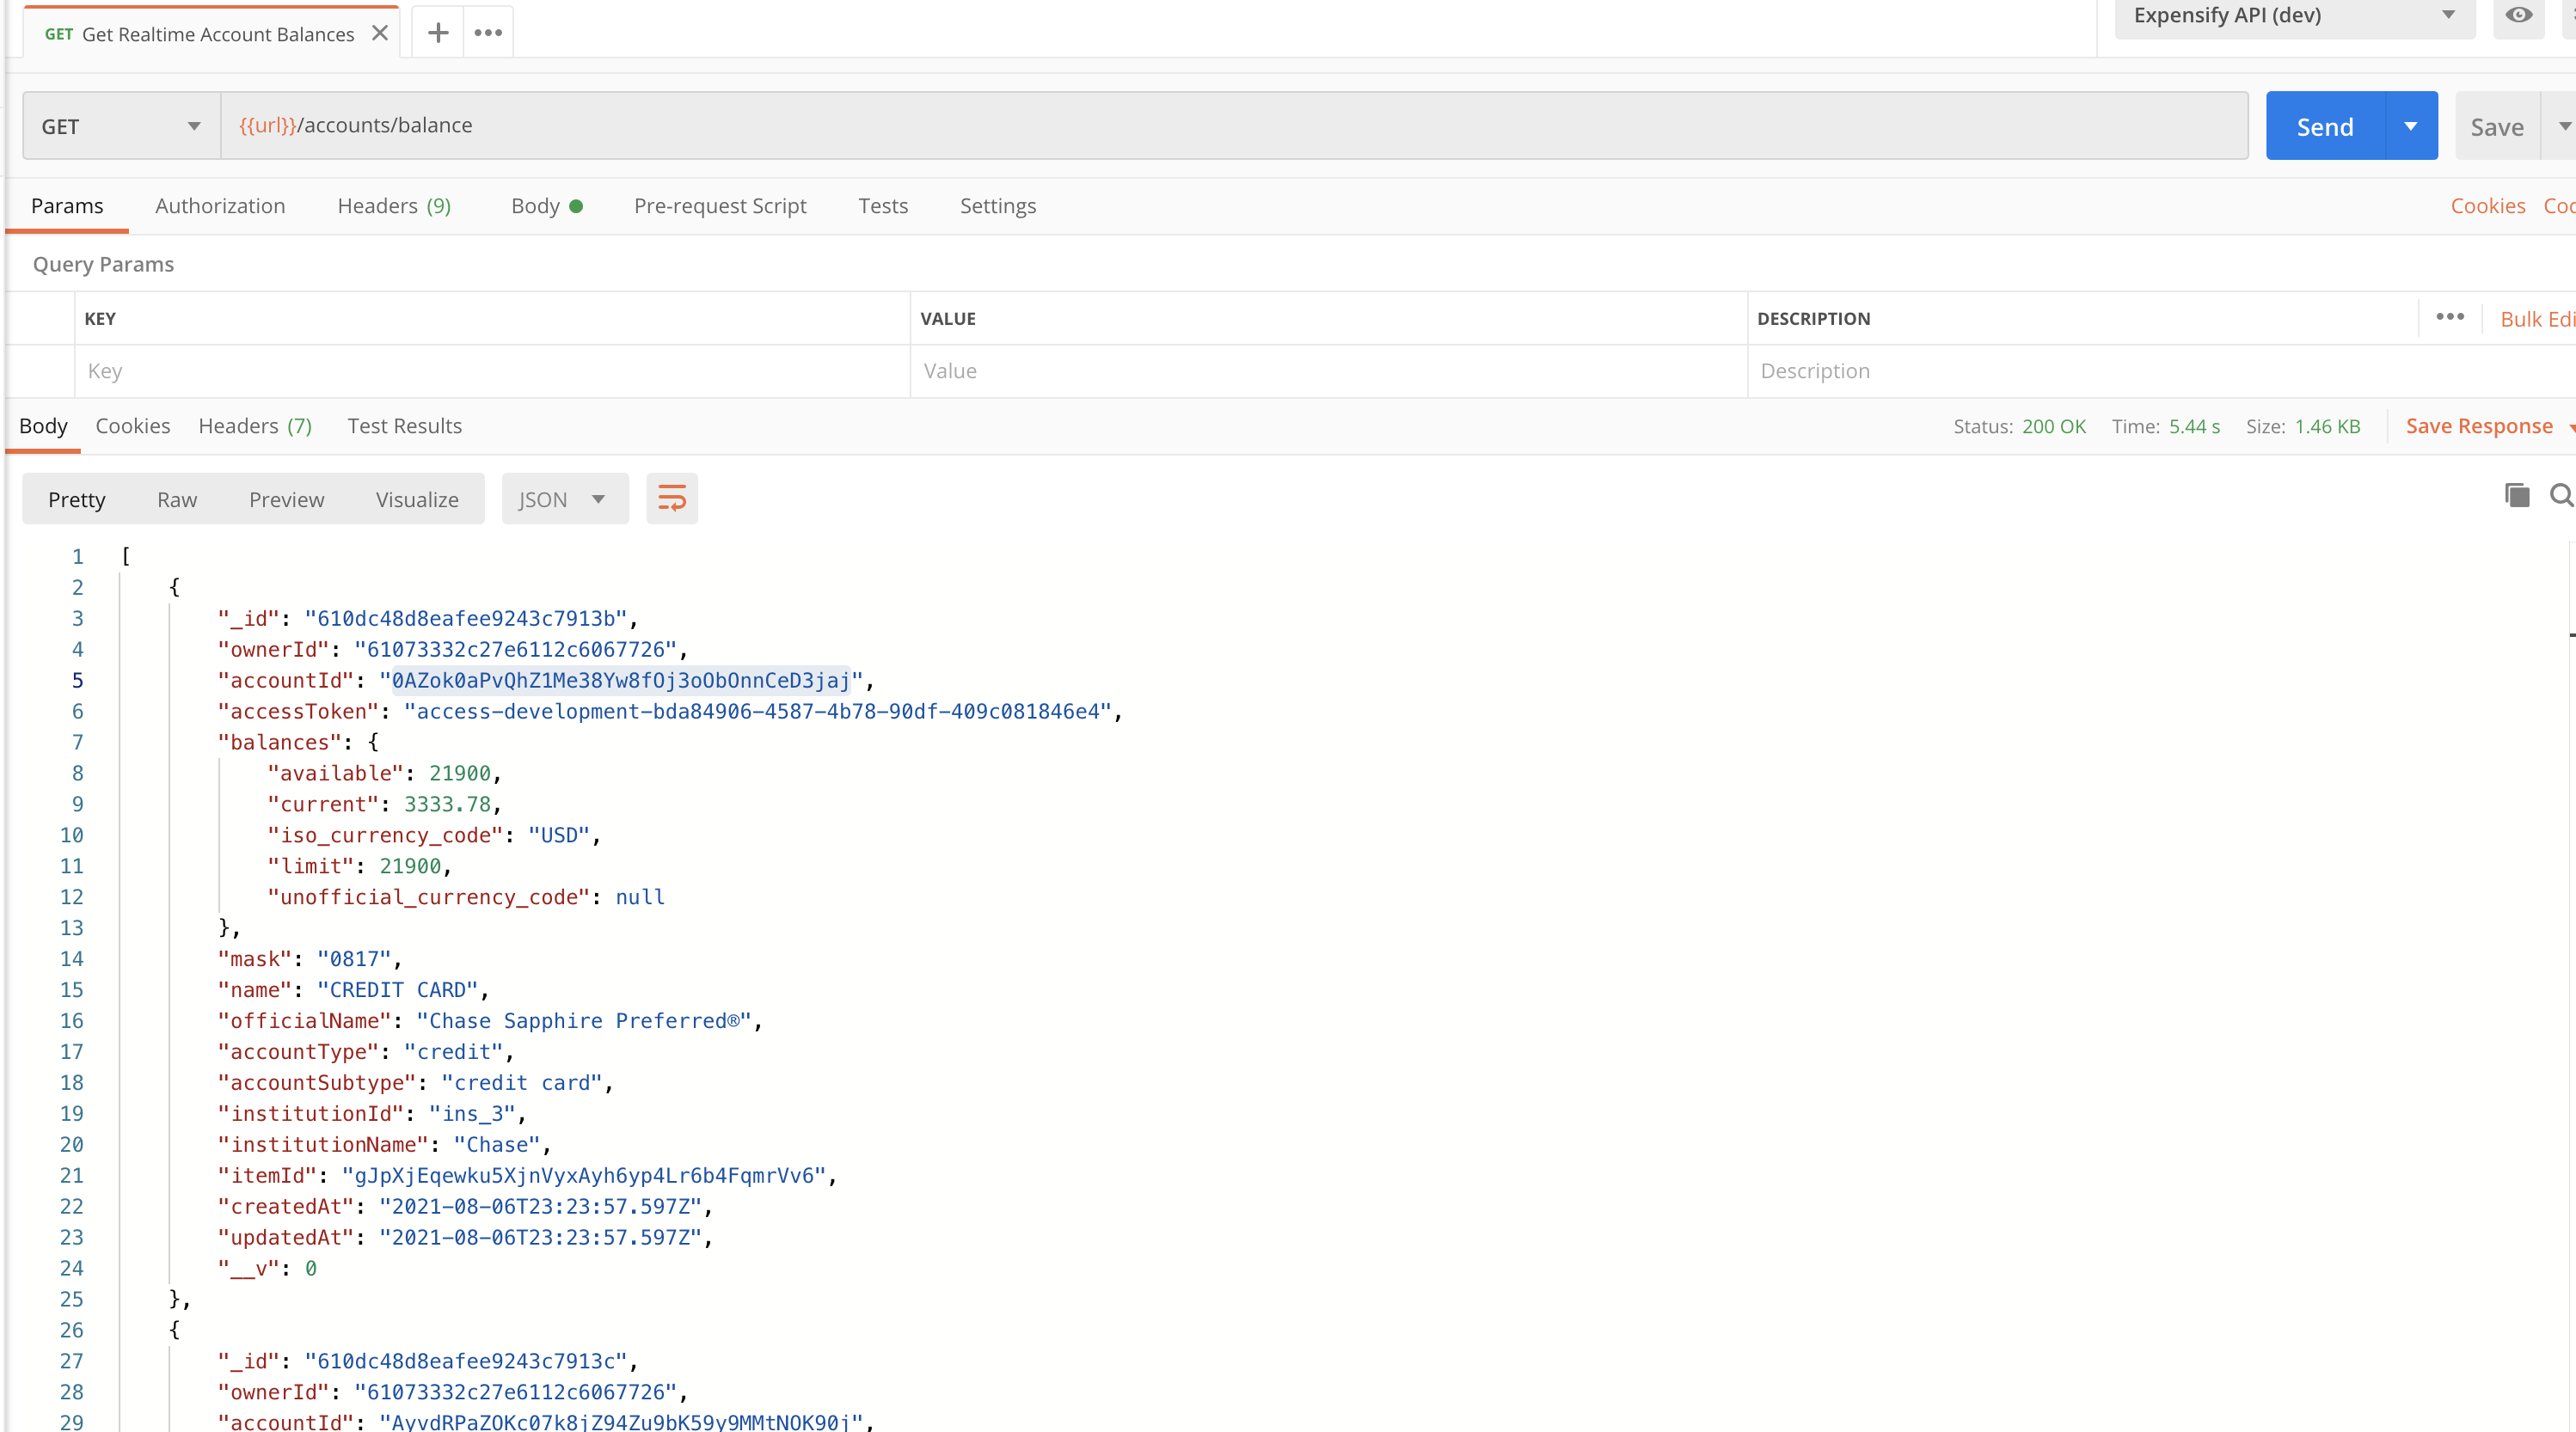 GET Get Realtime Account Balances
Expensify API (dev)
GET {{url}}/accounts/balance Send Save
Params Authorization Headers (9) Body Pre-request Script Tests Settings Cookies
Query Params
KEY VALUE DESCRIPTION Bulk
Key Value Description
Body Cookies Headers (7) Test Results Status: 200 OK Time: 5.44 s Size: 1.46 KB Save Response
Pretty Raw Preview Visualize JSON
1 [
2 {
3 "_id": "610dc48d8eafee9243c7913b",
4 "ownerId": "61073332c27e6112c6067726",
5 "accountId": "0AZok0aPvQhZ1Me38Yw8fOj3oObOnnCeD3jaj",
6 "accessToken": "access-development-bda84906-4587-4b78-90df-409c081846e4",
7 "balances": {
8 "available": 21900,
9 "current": 3333.78,
10 "iso_currency_code": "USD",
11 "limit": 21900,
12 "unofficial_currency_code": null
13 },
14 "mask": "0817",
15 "name": "CREDIT CARD",
16 "officialName": "Chase Sapphire Preferred®",
17 "accountType": "credit",
18 "accountSubtype": "credit card",
19 "institutionId": "ins_3",
20 "institutionName": "Chase",
21 "itemId": "gJpXjEqewku5XjnVyxAyh6yp4Lr6b4FqmrVv6",
22 "createdAt": "2021-08-06T23:23:57.597Z",
23 "updatedAt": "2021-08-06T23:23:57.597Z",
24 "__v": 0
25 },
26 {
27 "_id": "610dc48d8eafee9243c7913c",
28 "ownerId": "61073332c27e6112c6067726",
29 "accountId": "AyvdRPaZOKc07k8jZ94Zu9bK59y9MMtNOK90j",